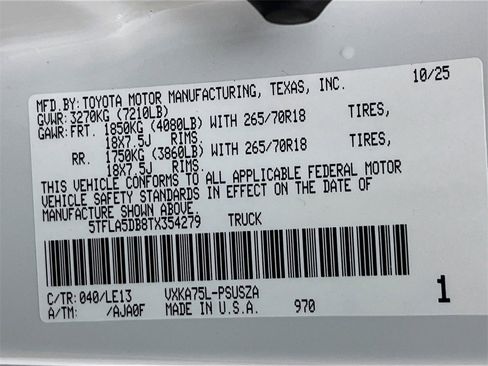 MFD.BY: TOYOTA MOTOR MANUFACTURING, TEXAS, INC. 10/25
GVWR: 3270KG (7210LB)
GAWR: FRT. 1850KG (4080LB) WITH 265/70R18 TIRES,
18X7.5J RIMS
RR. 1750KG (3860LB) WITH 265/70R18 TIRES,
18X7.5J RIMS
THIS VEHICLE CONFORMS TO ALL APPLICABLE FEDERAL MOTOR
VEHICLE SAFETY STANDARDS IN EFFECT ON THE DATE OF
MANUFACTURE SHOWN ABOVE.
5TFLA5DB8TX354279 TRUCK
C/TR: 040/LE13 VXKA75L-PSUSZA
A/TM: /AJA0F MADE IN U.S.A. 970 1